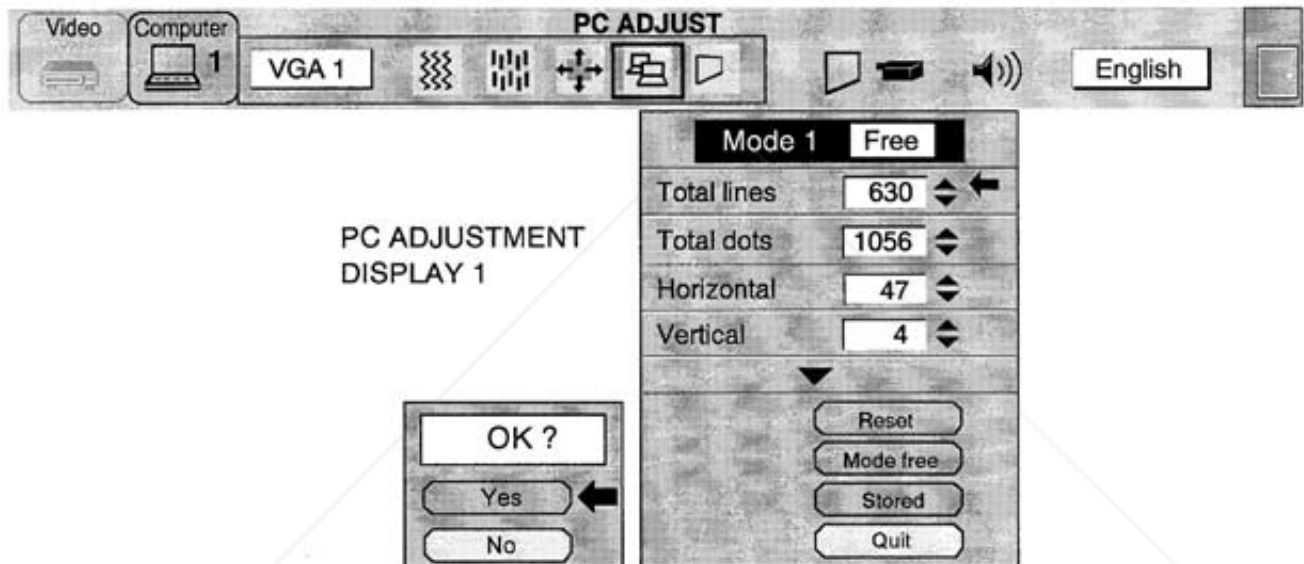 PC ADJUST
Video
Computer
1
VGA 1
English
Mode 1 Free
Total lines 630
Total dots 1056
Horizontal 47
Vertical 4
PC ADJUSTMENT
DISPLAY 1
Reset
Mode free
Stored
Quit
OK ?
Yes
No